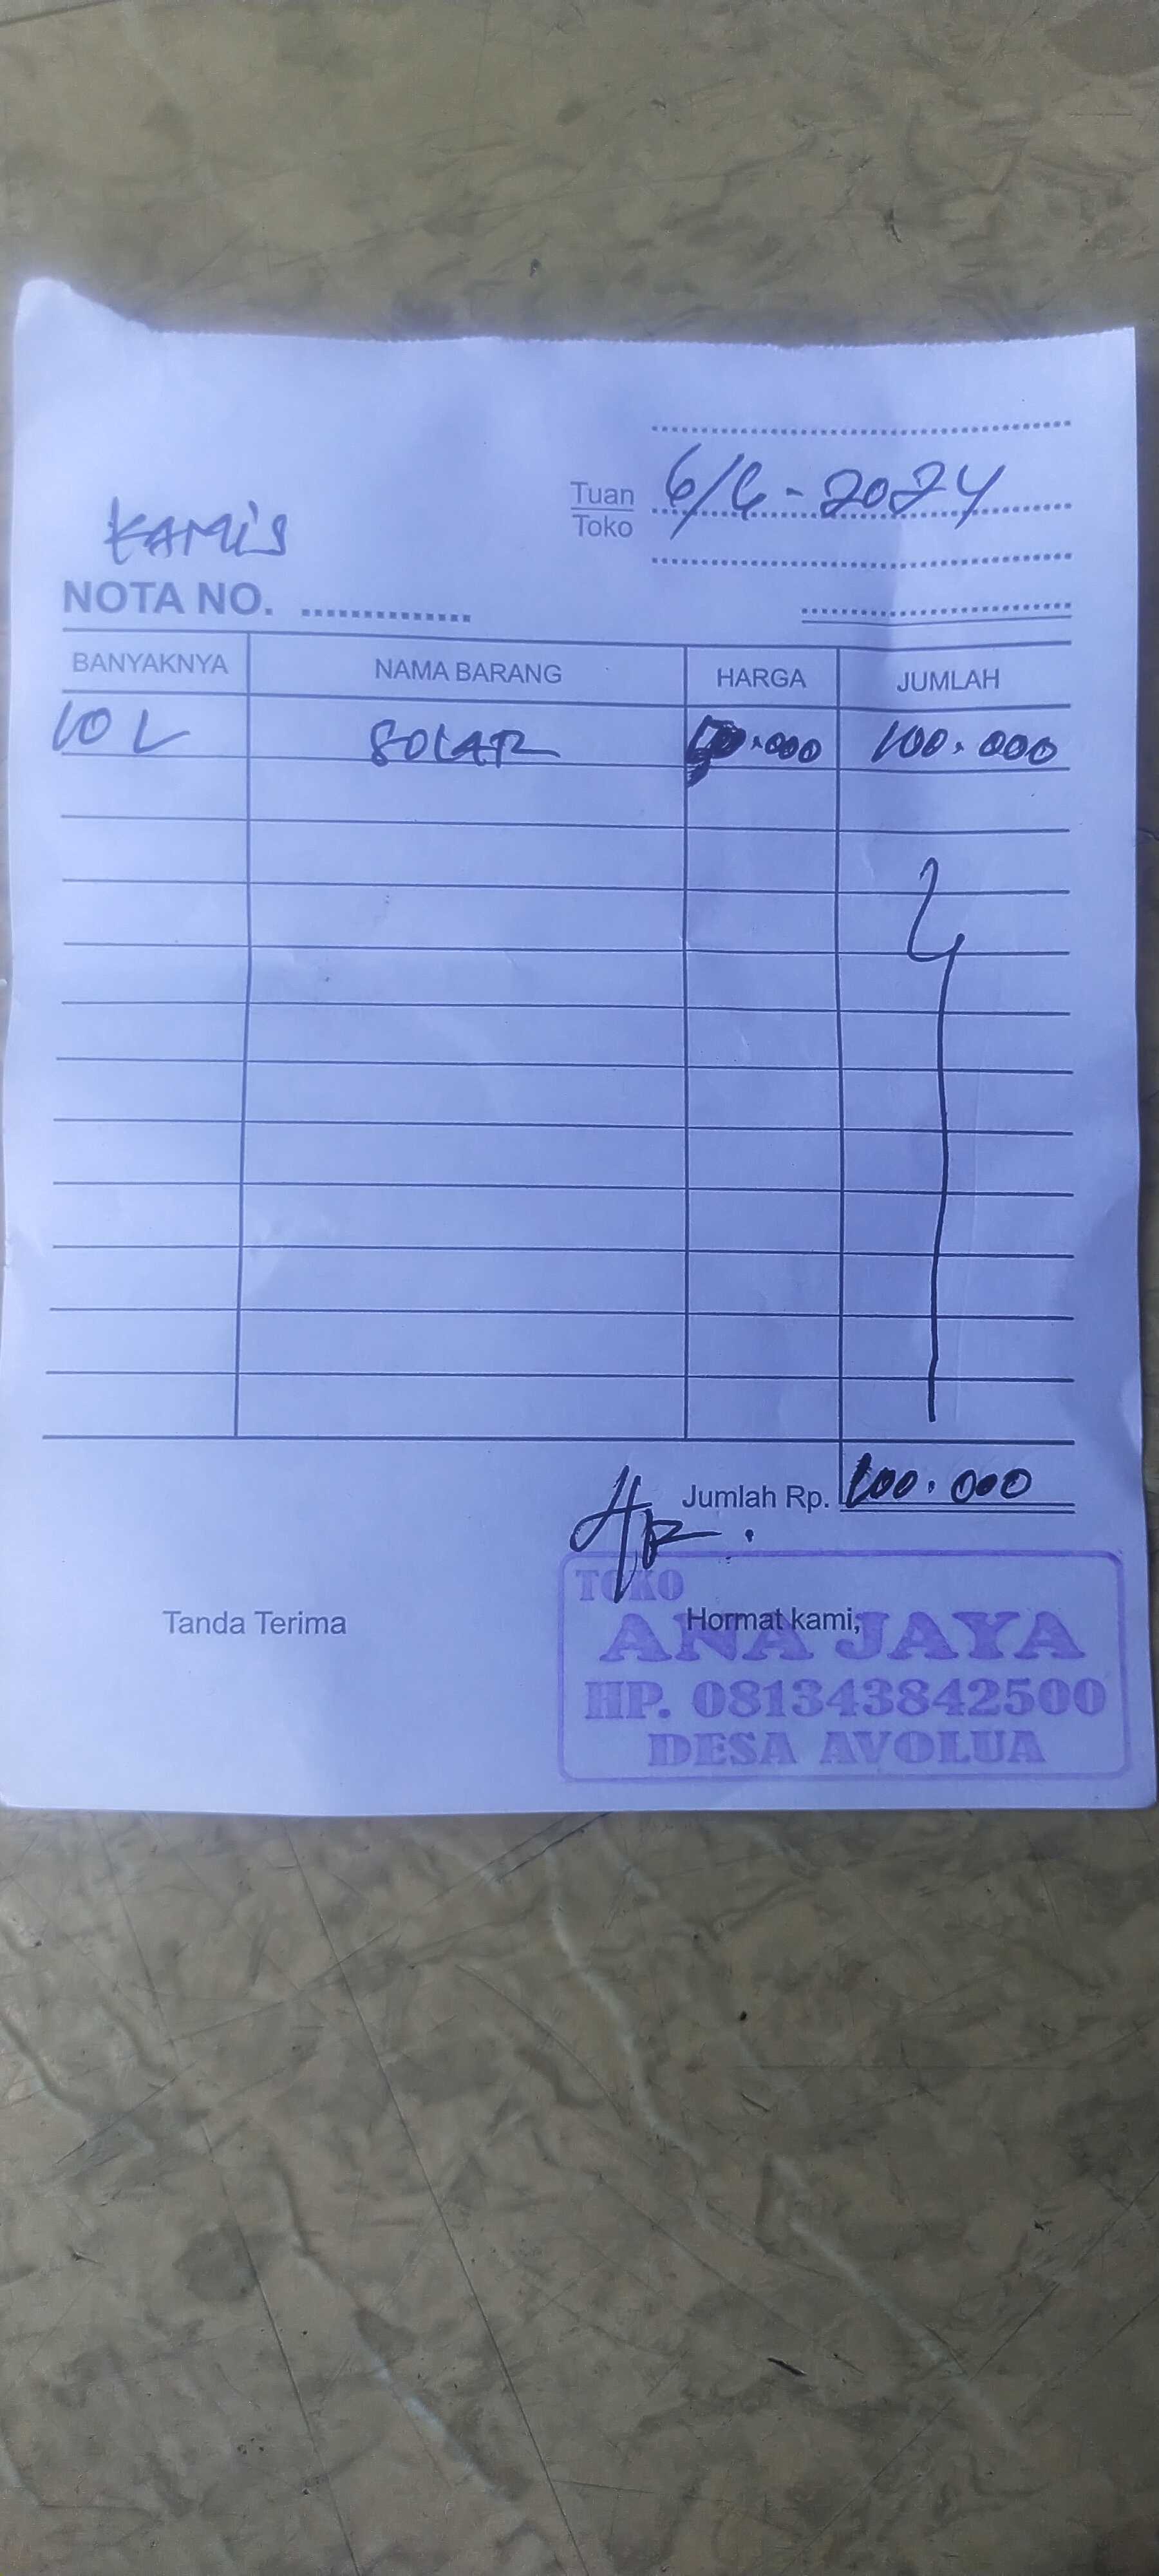 Tuan 6/6-2024
Toko
KAMIS
NOTA NO. ..............
BANYAKNYA NAMA BARANG HARGA JUMLAH
10 L SOLAR .000 100.000
Jumlah Rp. 100.000
Tanda Terima Hormat kami,
TOKO
ANA JAYA
HP. 081343842500
DESA AVOLUA